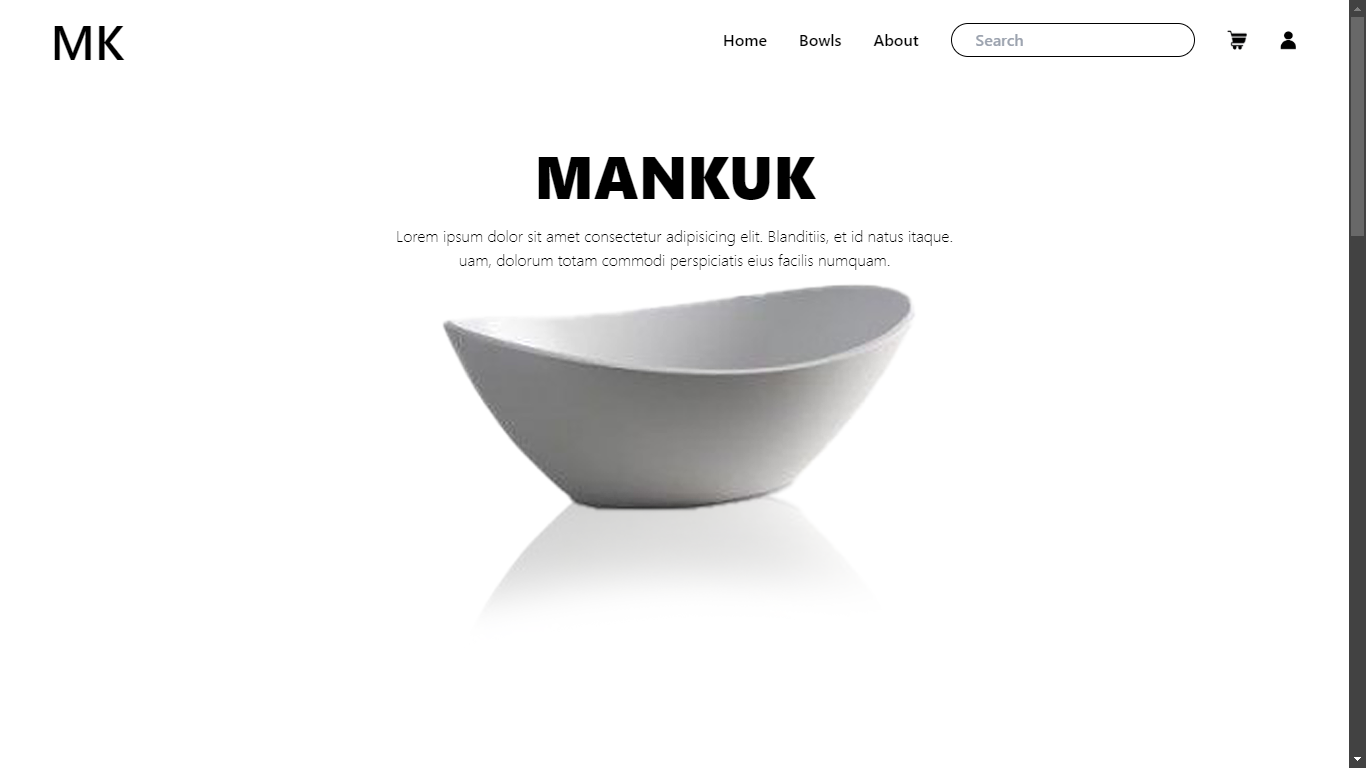 MK
Home
Bowls
About
Search
MANKUK
Lorem ipsum dolor sit amet consectetur adipisicing elit. Blanditiis, et id natus itaque.
uam, dolorum totam commodi perspiciatis eius facilis numquam.